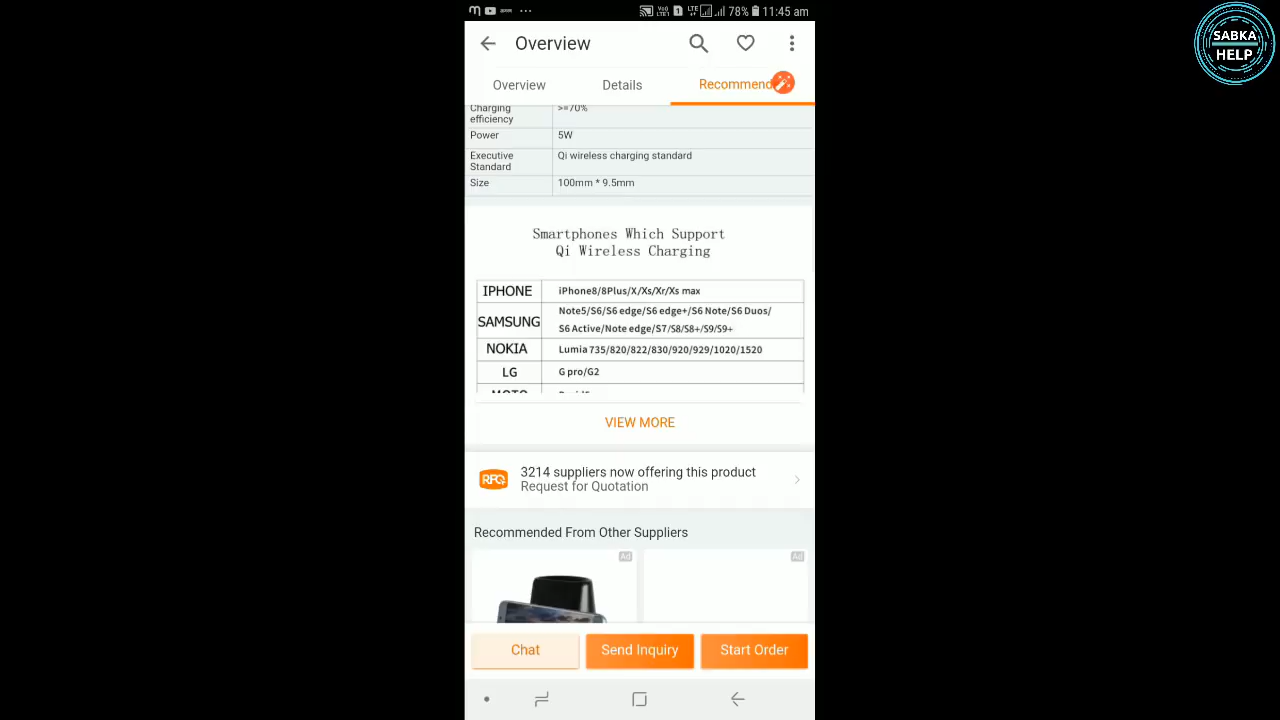 VoLTE1
LTE
78%
11:45 am
SABKA
HELP
Overview
Overview
Details
Recommend
Charging
efficiency
>=70%
Power
5W
Executive
Standard
Qi wireless charging standard
Size
100mm * 9.5mm
Smartphones Which Support
Qi Wireless Charging
IPHONE
iPhone8/8Plus/X/Xs/Xr/Xs max
SAMSUNG
Note5/S6/S6 edge/S6 edge+/S6 Note/S6 Duos/
S6 Active/Note edge/S7/S8/S8+/S9/S9+
NOKIA
Lumia 735/820/822/830/920/929/1020/1520
LG
G pro/G2
VIEW MORE
RFQ
3214 suppliers now offering this product
Request for Quotation
Recommended From Other Suppliers
Ad
Ad
Chat
Send Inquiry
Start Order